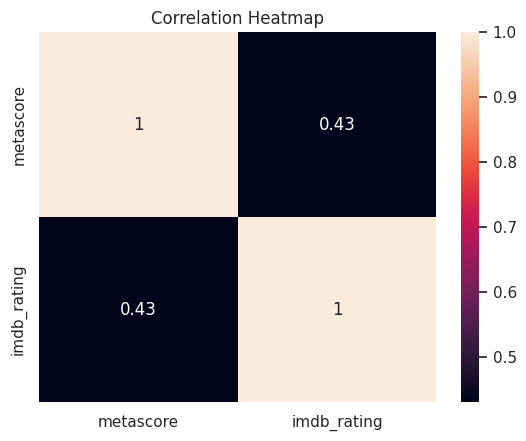 Correlation Heatmap
metascore
imdb_rating
1
0.43
0.43
1
metascore
imdb_rating
1.0
0.9
0.8
0.7
0.6
0.5